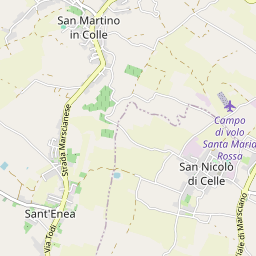 San Martino
in Colle
Campo
di volo
Santa Maria
Rossa
Strada Marscianese
San Nicolò
di Celle
Sant'Enea
Via Todi
ale di Marsciano